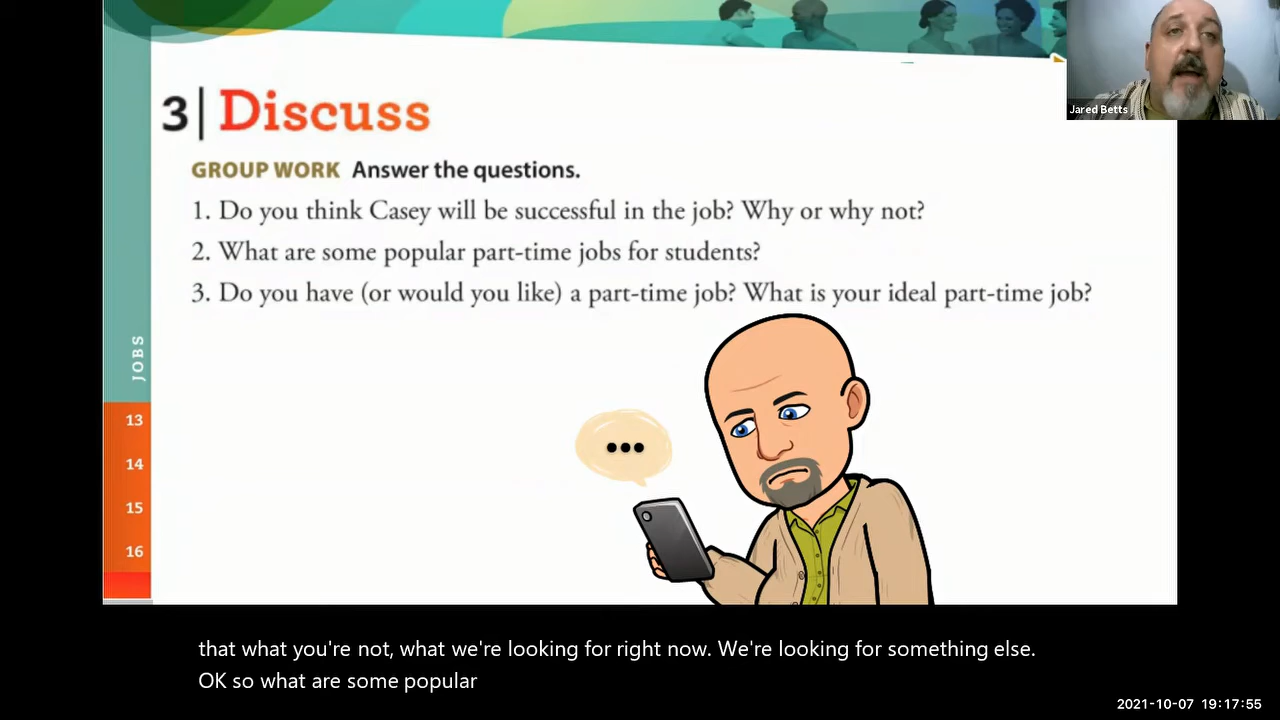 Jared Betts
3 | Discuss
GROUP WORK Answer the questions.
1. Do you think Casey will be successful in the job? Why or why not?
2. What are some popular part-time jobs for students?
3. Do you have (or would you like) a part-time job? What is your ideal part-time job?
JOBS
13
14
15
16
that what you're not, what we're looking for right now. We're looking for something else.
OK so what are some popular
2021-10-07 19:17:55